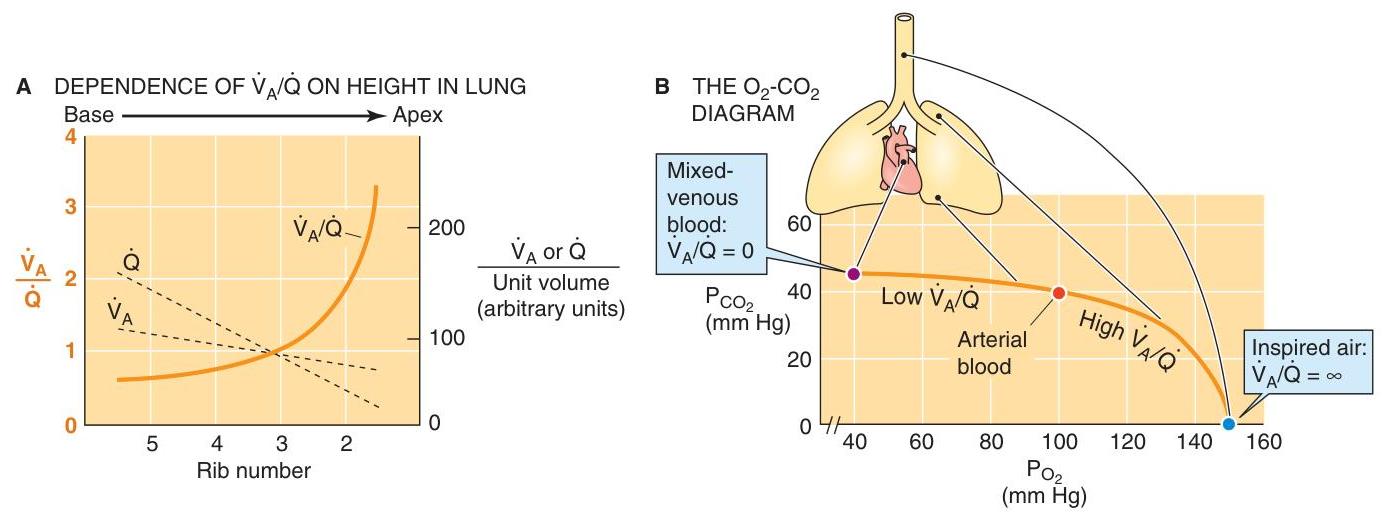 A DEPENDENCE OF V̇A/Q̇ ON HEIGHT IN LUNG
Base
Apex
4
3
2
1
0
V̇A
Q̇
Q̇
V̇A
V̇A/Q̇
200
100
0
V̇A or Q̇
Unit volume
(arbitrary units)
5 4 3 2
Rib number
B THE O2-CO2
DIAGRAM
Mixed-
venous
blood:
V̇A/Q̇ = 0
60
40
20
0
PCO2
(mm Hg)
Low V̇A/Q̇
Arterial
blood
High V̇A/Q̇
Inspired air:
V̇A/Q̇ = ∞
40 60 80 100 120 140 160
PO2
(mm Hg)